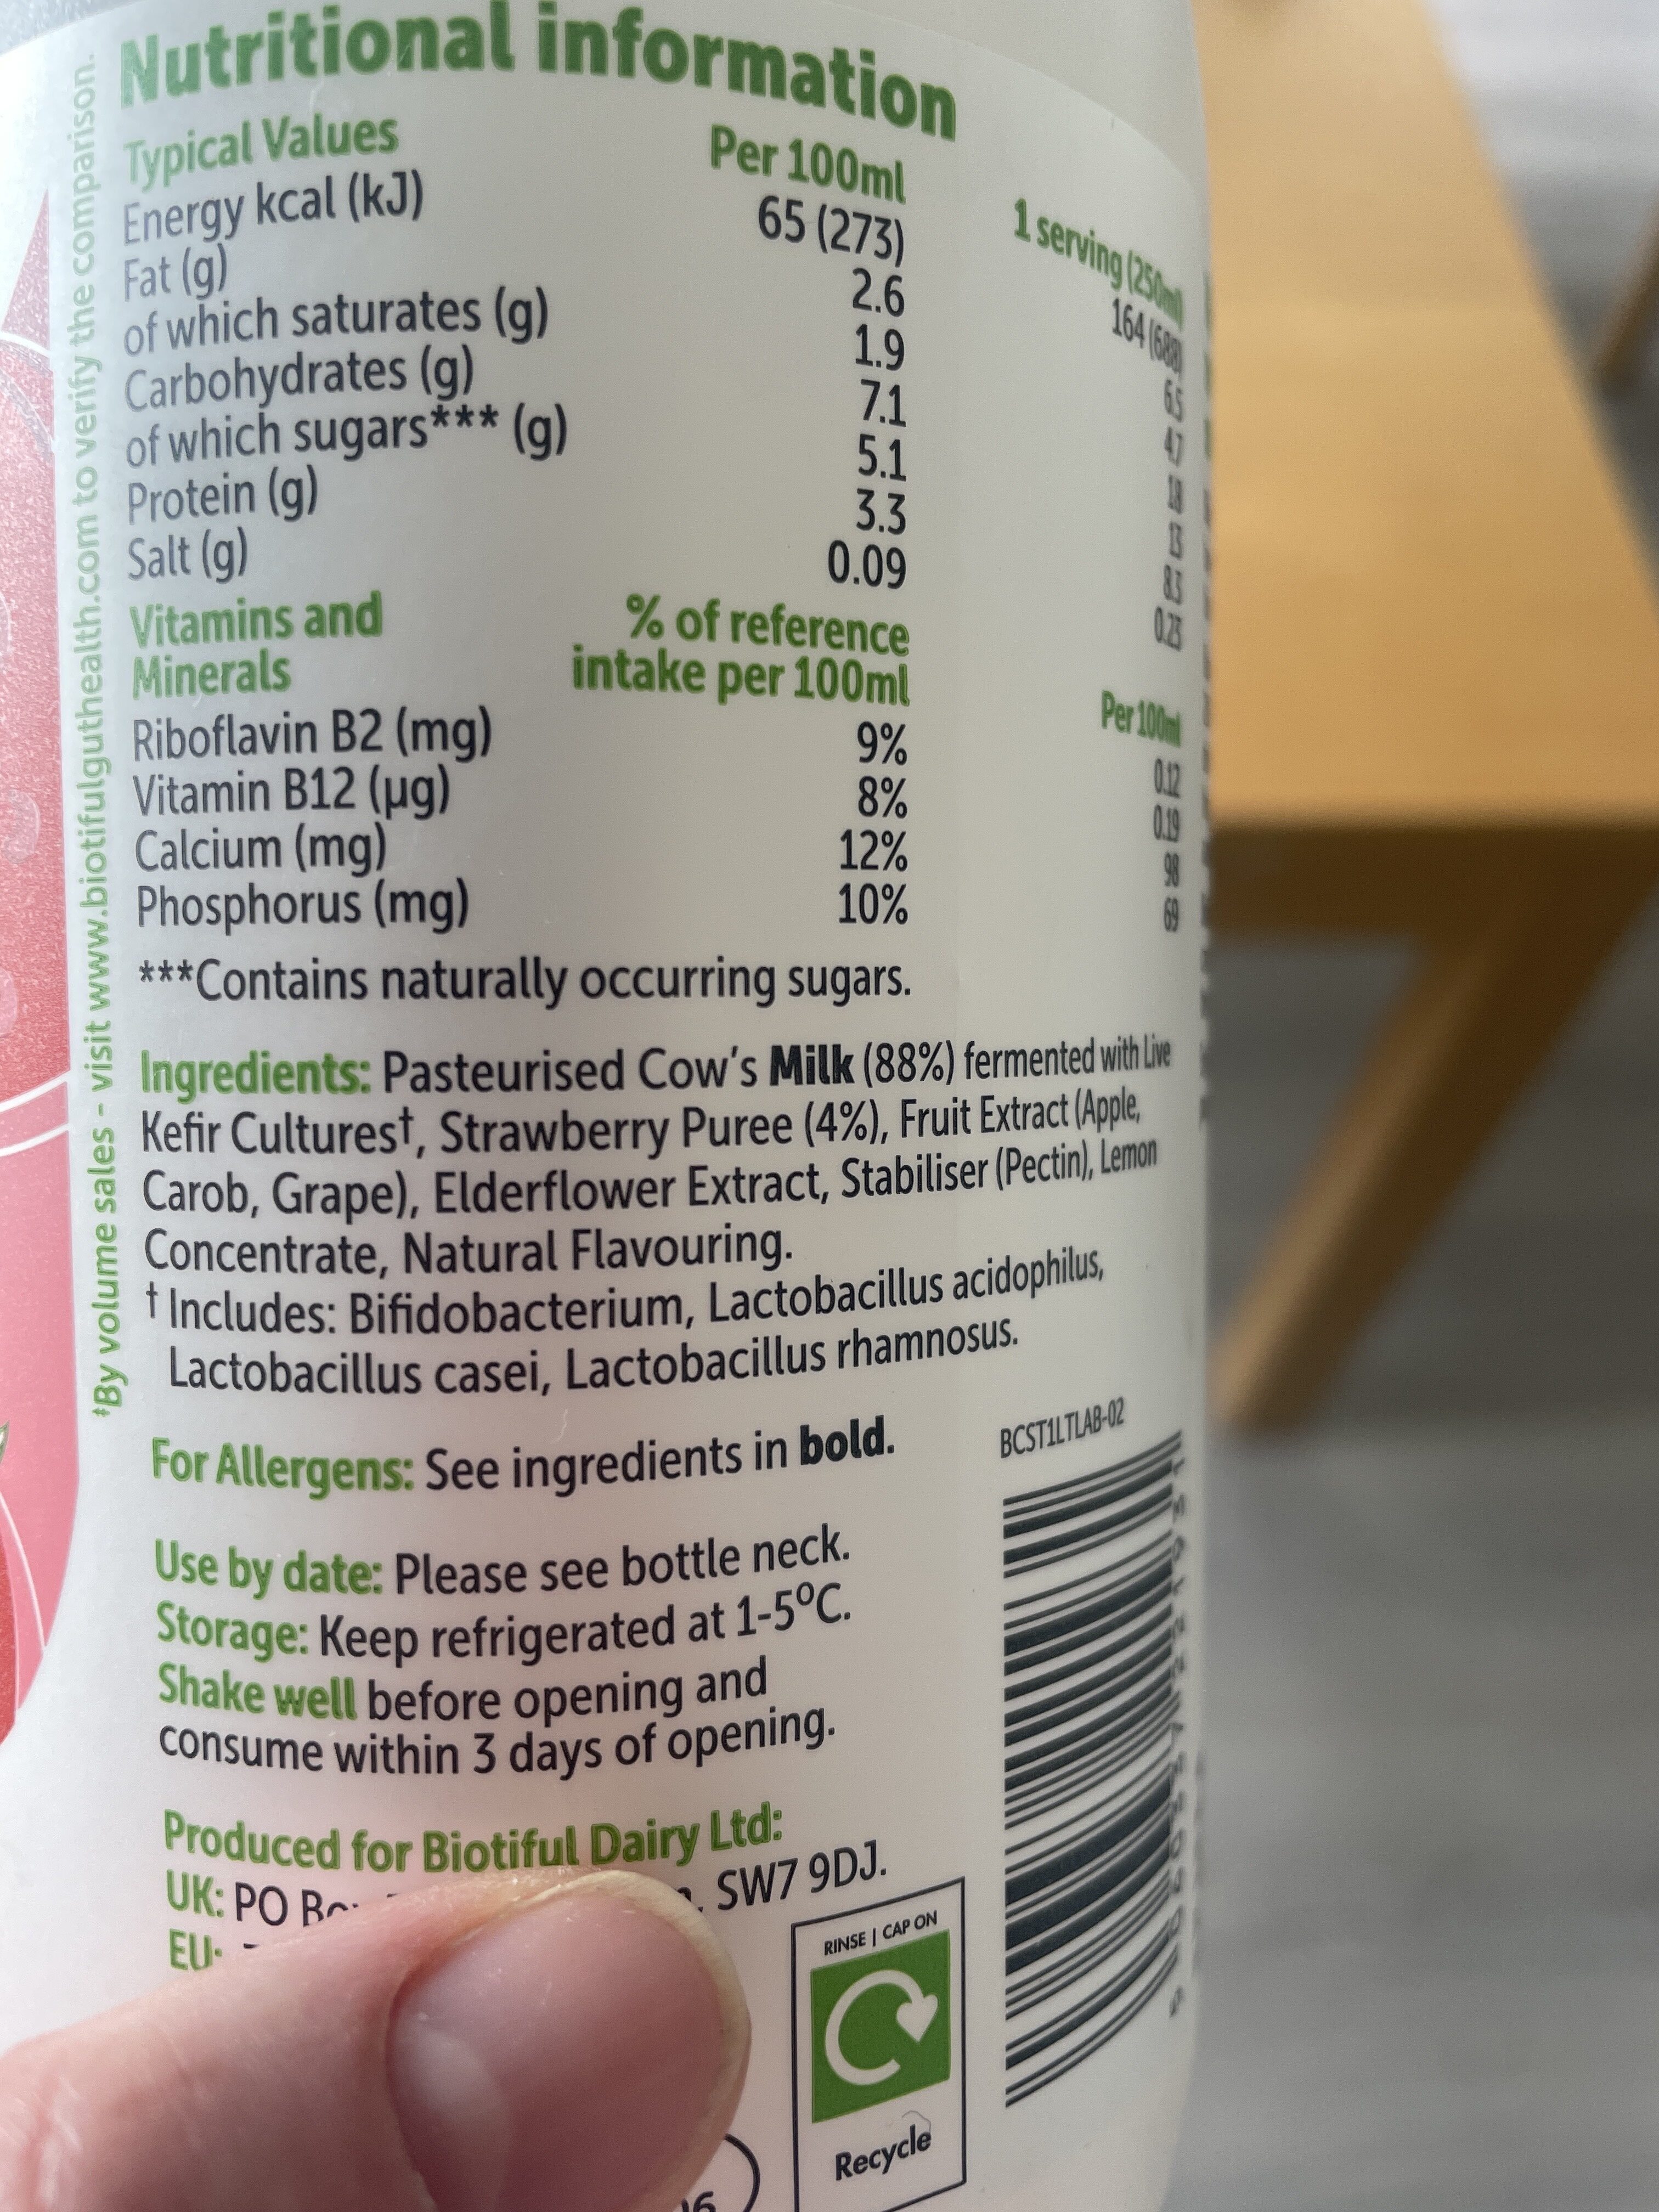 Nutritional information
Typical Values Per 100ml 1 serving (250ml)
Energy kcal (kJ) 65 (273) 164 (688)
Fat (g) 2.6 6.5
of which saturates (g) 1.9 4.7
Carbohydrates (g) 7.1 18
of which sugars*** (g) 5.1 13
Protein (g) 3.3 8.3
Salt (g) 0.09 0.23
Vitamins and % of reference
Minerals intake per 100ml Per 100ml
Riboflavin B2 (mg) 9% 0.12
Vitamin B12 (µg) 8% 0.19
Calcium (mg) 12% 98
Phosphorus (mg) 10% 69
***Contains naturally occurring sugars.
Ingredients: Pasteurised Cow's Milk (88%) fermented with Live
Kefir Cultures†, Strawberry Puree (4%), Fruit Extract (Apple,
Carob, Grape), Elderflower Extract, Stabiliser (Pectin), Lemon
Concentrate, Natural Flavouring.
† Includes: Bifidobacterium, Lactobacillus acidophilus,
Lactobacillus casei, Lactobacillus rhamnosus.
For Allergens: See ingredients in bold.
BCST1LTLAB-02
Use by date: Please see bottle neck.
Storage: Keep refrigerated at 1-5°C.
Shake well before opening and
consume within 3 days of opening.
Produced for Biotiful Dairy Ltd:
UK: PO SW7 9DJ.
EU:
RINSE | CAP ON
Recycle
‡By volume sales - visit www.biotifulguthealth.com to verify the comparison.